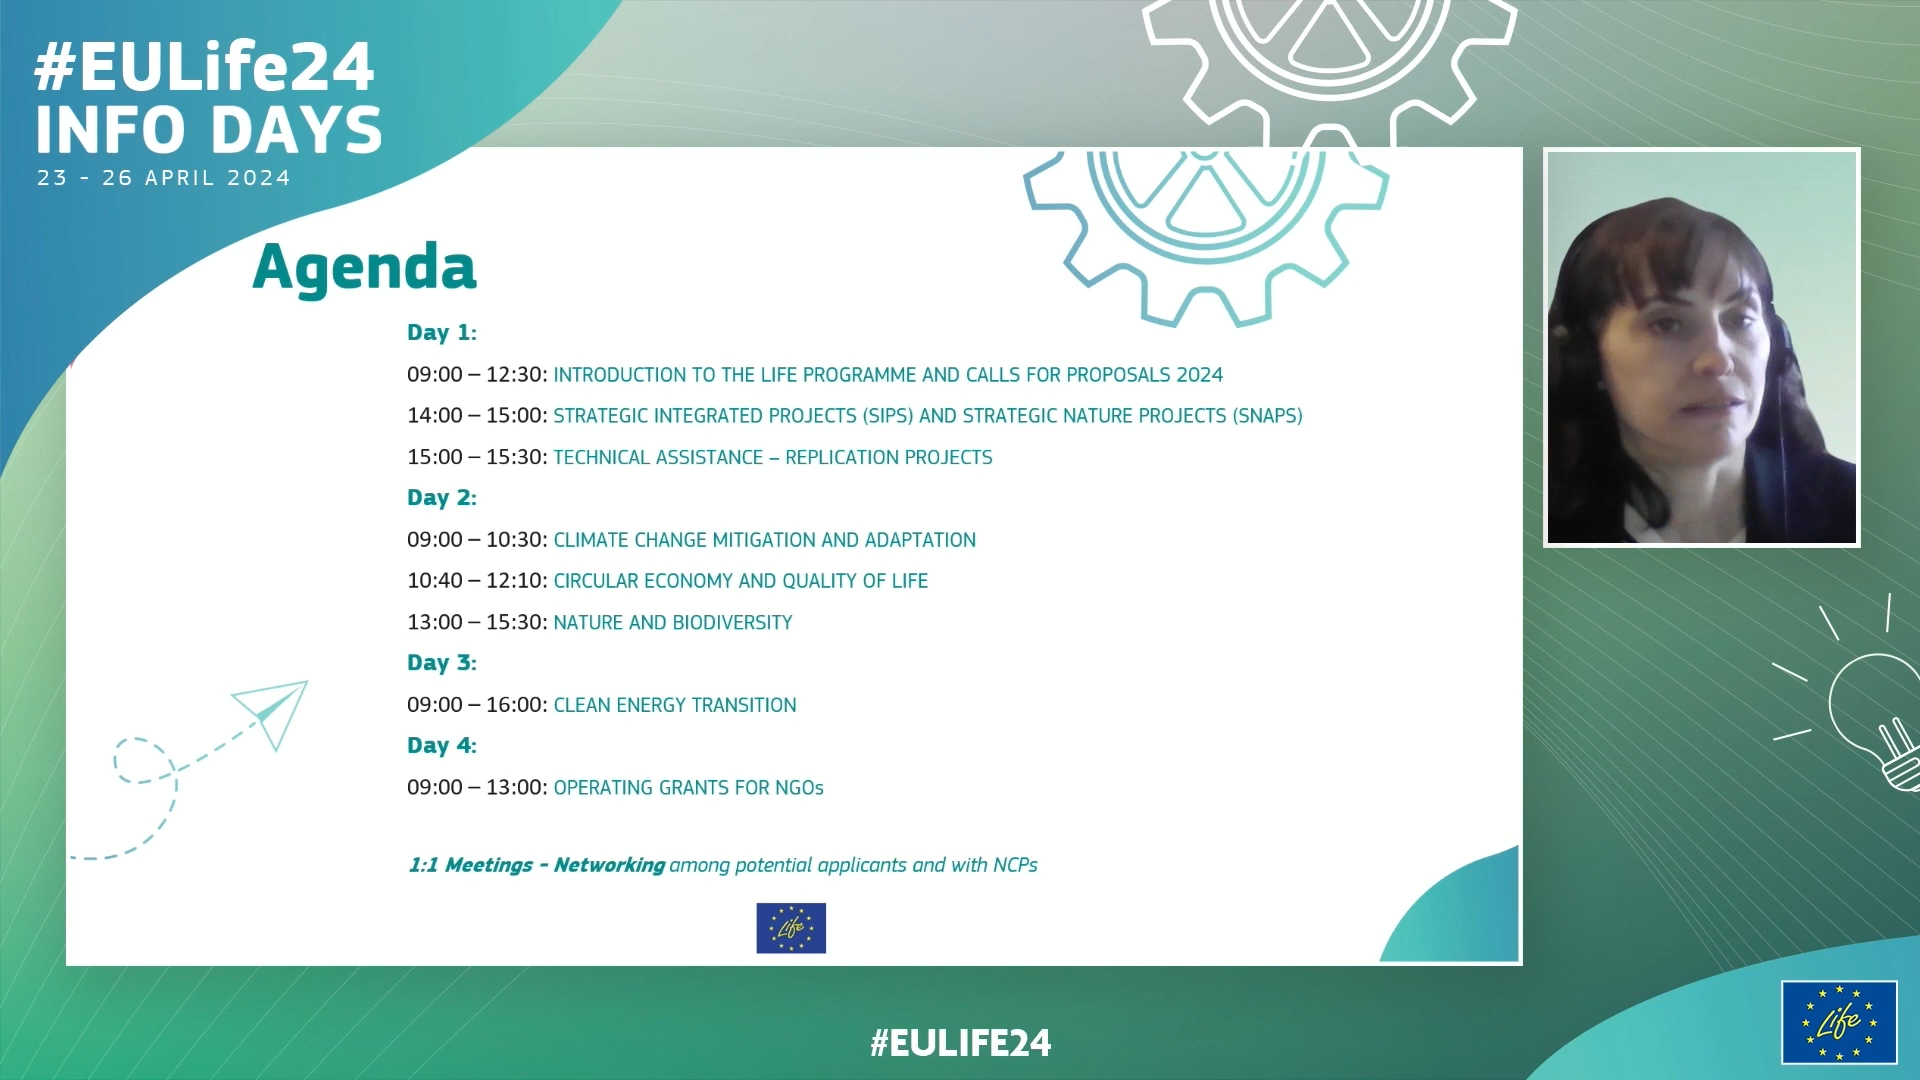 #EULife24
INFO DAYS
23 - 26 APRIL 2024
Agenda
Day 1:
09:00 – 12:30: INTRODUCTION TO THE LIFE PROGRAMME AND CALLS FOR PROPOSALS 2024
14:00 – 15:00: STRATEGIC INTEGRATED PROJECTS (SIPS) AND STRATEGIC NATURE PROJECTS (SNAPS)
15:00 – 15:30: TECHNICAL ASSISTANCE – REPLICATION PROJECTS
Day 2:
09:00 – 10:30: CLIMATE CHANGE MITIGATION AND ADAPTATION
10:40 – 12:10: CIRCULAR ECONOMY AND QUALITY OF LIFE
13:00 – 15:30: NATURE AND BIODIVERSITY
Day 3:
09:00 – 16:00: CLEAN ENERGY TRANSITION
Day 4:
09:00 – 13:00: OPERATING GRANTS FOR NGOs
1:1 Meetings - Networking among potential applicants and with NCPs
Life
#EULIFE24
Life